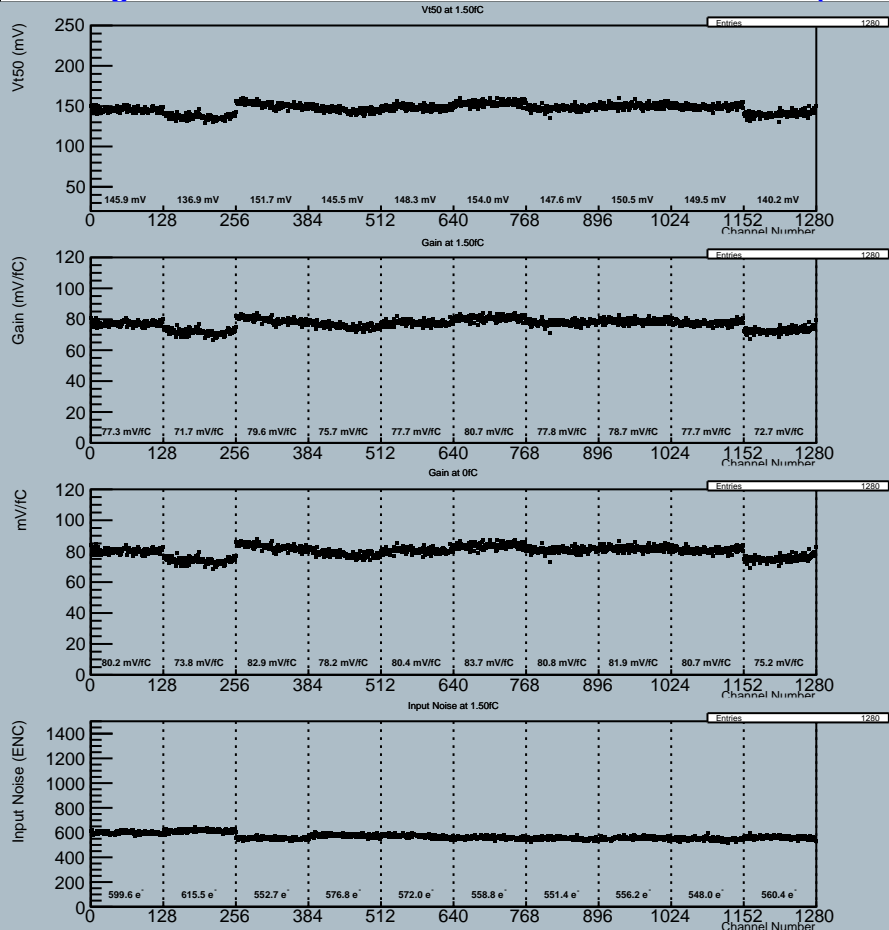 Vt50 at 1.50fC
Entries 1280
Vt50 (mV)
250
200
150
100
50
145.9 mV 136.9 mV 151.7 mV 145.5 mV 148.3 mV 154.0 mV 147.6 mV 150.5 mV 149.5 mV 140.2 mV
0 128 256 384 512 640 768 896 1024 1152 1280
Channel Number
Gain at 1.50fC
Entries 1280
Gain (mV/fC)
120
100
80
60
40
20
0
77.3 mV/fC 71.7 mV/fC 79.6 mV/fC 75.7 mV/fC 77.7 mV/fC 80.7 mV/fC 77.8 mV/fC 78.7 mV/fC 77.7 mV/fC 72.7 mV/fC
0 128 256 384 512 640 768 896 1024 1152 1280
Channel Number
Gain at 0fC
Entries 1280
mV/fC
120
100
80
60
40
20
0
80.2 mV/fC 73.8 mV/fC 82.9 mV/fC 78.2 mV/fC 80.4 mV/fC 83.7 mV/fC 80.8 mV/fC 81.9 mV/fC 80.7 mV/fC 75.2 mV/fC
0 128 256 384 512 640 768 896 1024 1152 1280
Channel Number
Input Noise at 1.50fC
Entries 1280
Input Noise (ENC)
1400
1200
1000
800
600
400
200
0
599.6 e⁻ 615.5 e⁻ 552.7 e⁻ 576.8 e⁻ 572.0 e⁻ 558.8 e⁻ 551.4 e⁻ 556.2 e⁻ 548.0 e⁻ 560.4 e⁻
0 128 256 384 512 640 768 896 1024 1152 1280
Channel Number